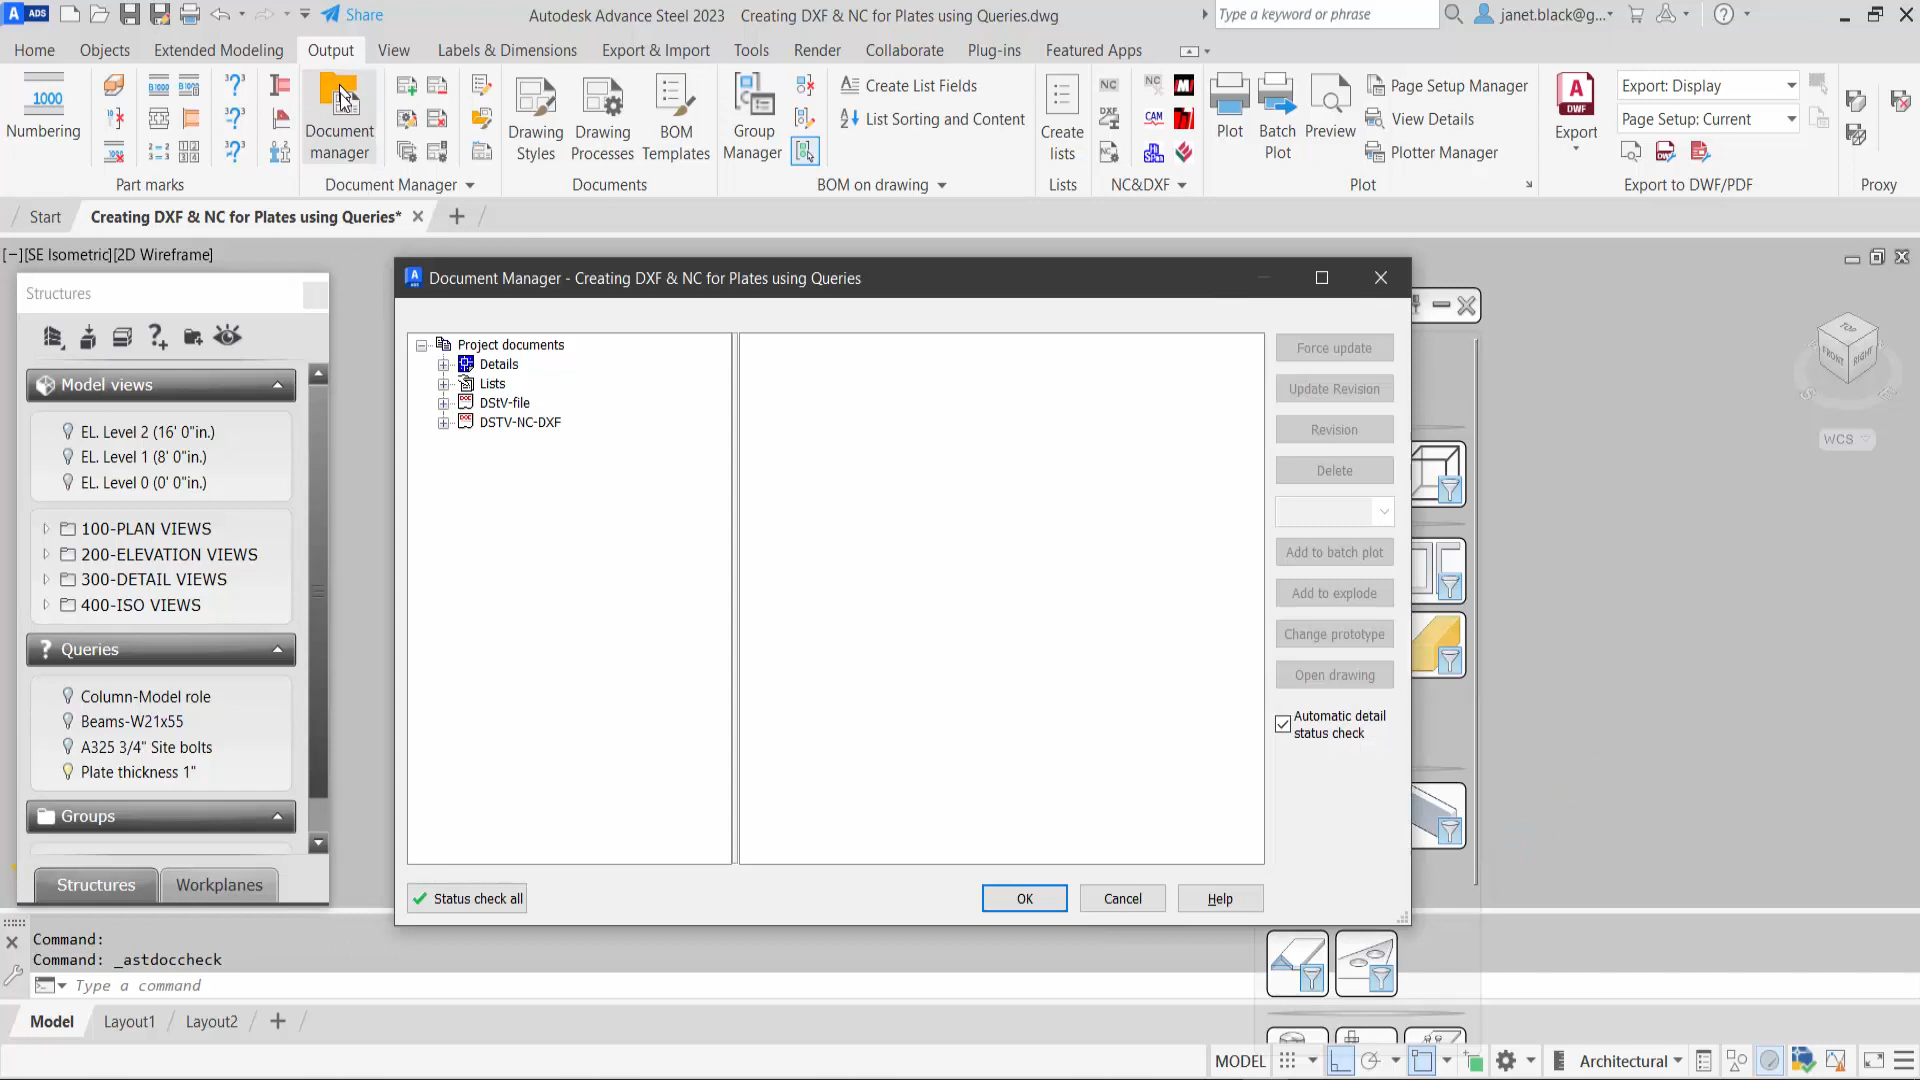 A ADS
Share
Autodesk Advance Steel 2023 Creating DXF & NC for Plates using Queries.dwg
Type a keyword or phrase
janet.black@g...
Home Objects Extended Modeling Output View Labels & Dimensions Export & Import Tools Render Collaborate Plug-ins Featured Apps
1000
Numbering
Part marks
Document
manager
Document Manager
Drawing
Styles
Drawing
Processes
BOM
Templates
Documents
Group
Manager
Create List Fields
List Sorting and Content
BOM on drawing
Create
lists
Lists
NC
DXF
CAM
NC&DXF
Plot
Batch
Plot
Preview
Page Setup Manager
View Details
Plotter Manager
Plot
Export
Export: Display
Page Setup: Current
Export to DWF/PDF
Proxy
Start
Creating DXF & NC for Plates using Queries*
[−][SE Isometric][2D Wireframe]
Structures
Model views
EL. Level 2 (16' 0"in.)
EL. Level 1 (8' 0"in.)
EL. Level 0 (0' 0"in.)
100-PLAN VIEWS
200-ELEVATION VIEWS
300-DETAIL VIEWS
400-ISO VIEWS
? Queries
Column-Model role
Beams-W21x55
A325 3/4" Site bolts
Plate thickness 1"
Groups
Structures Workplanes
Document Manager - Creating DXF & NC for Plates using Queries
Project documents
Details
Lists
DStV-file
DSTV-NC-DXF
Force update
Update Revision
Revision
Delete
Add to batch plot
Add to explode
Change prototype
Open drawing
Automatic detail
status check
Status check all
OK
Cancel
Help
TOP
FRONT
RIGHT
WCS
Command:
Command: _astdoccheck
Type a command
Model Layout1 Layout2
MODEL
Architectural